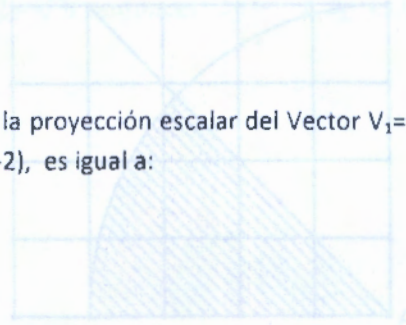 la proyección escalar del Vector V₁=
2), es igual a: